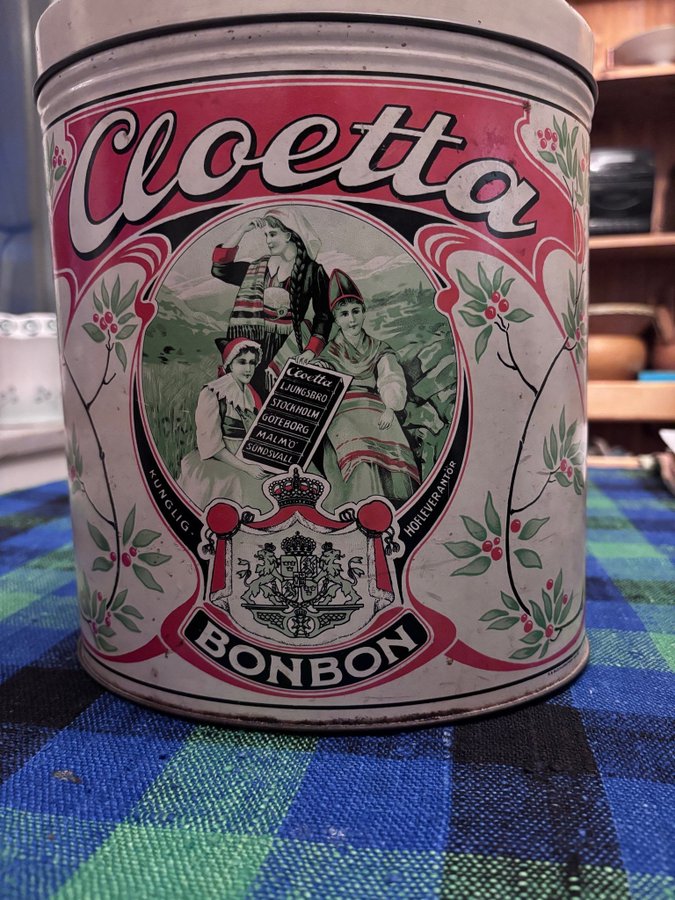 Cloetta
Cloetta
LJUNGSBRO
STOCKHOLM
GÖTEBORG
MALMÖ
SUNDSVALL
KUNGLIG.
HOFLEVERANTÖR
BONBON